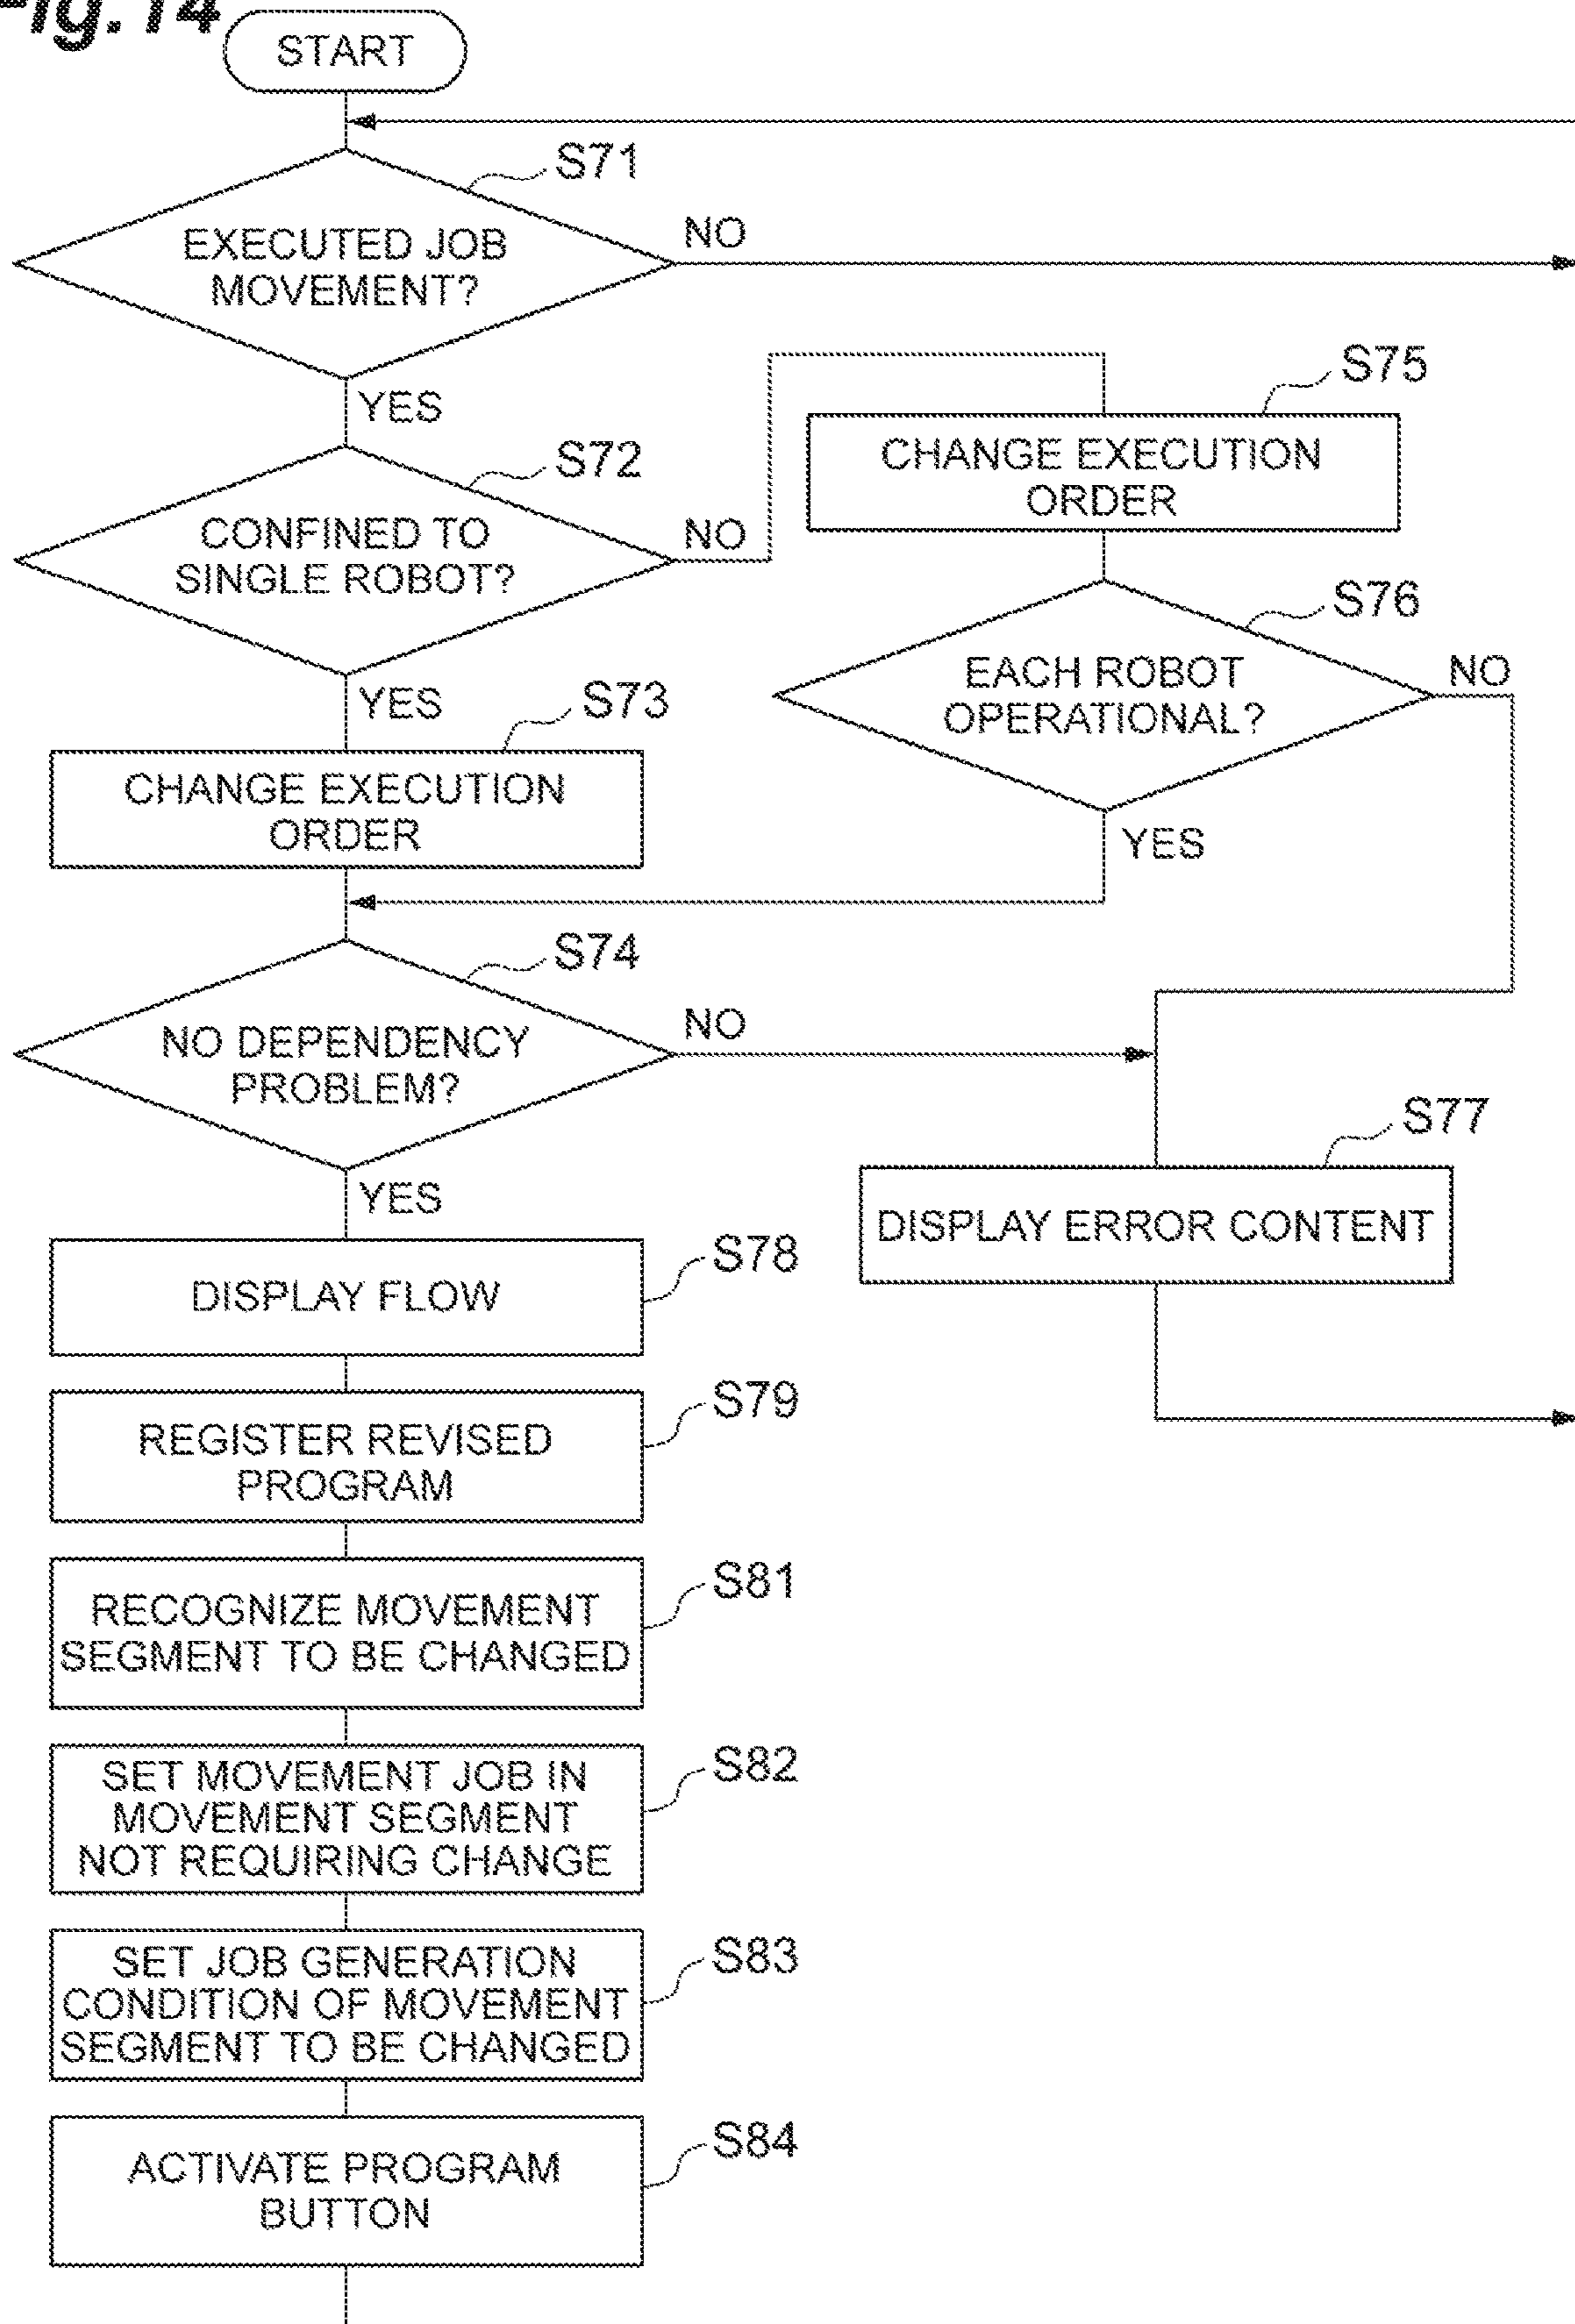 Fig.14
START
S71
EXECUTED JOB
MOVEMENT?
NO
YES
S72
CONFINED TO
SINGLE ROBOT?
NO
S75
CHANGE EXECUTION
ORDER
S76
EACH ROBOT
OPERATIONAL?
NO
YES
YES
S73
CHANGE EXECUTION
ORDER
S74
NO DEPENDENCY
PROBLEM?
NO
YES
S77
DISPLAY ERROR CONTENT
S78
DISPLAY FLOW
S79
REGISTER REVISED
PROGRAM
S81
RECOGNIZE MOVEMENT
SEGMENT TO BE CHANGED
S82
SET MOVEMENT JOB IN
MOVEMENT SEGMENT
NOT REQUIRING CHANGE
S83
SET JOB GENERATION
CONDITION OF MOVEMENT
SEGMENT TO BE CHANGED
S84
ACTIVATE PROGRAM
BUTTON